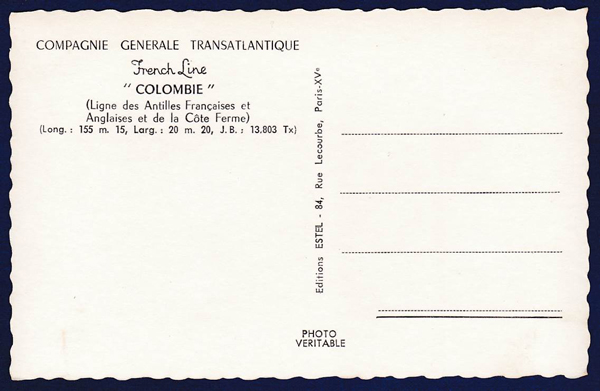 COMPAGNIE GENERALE TRANSATLANTIQUE
French Line
" COLOMBIE "
(Ligne des Antilles Françaises et
Anglaises et de la Côte Ferme)
(Long. : 155 m. 15, Larg. : 20 m. 20, J. B. : 13.803 Tx)
Editions ESTEL - 84, Rue Lecourbe, Paris-XVe
PHOTO
VERITABLE